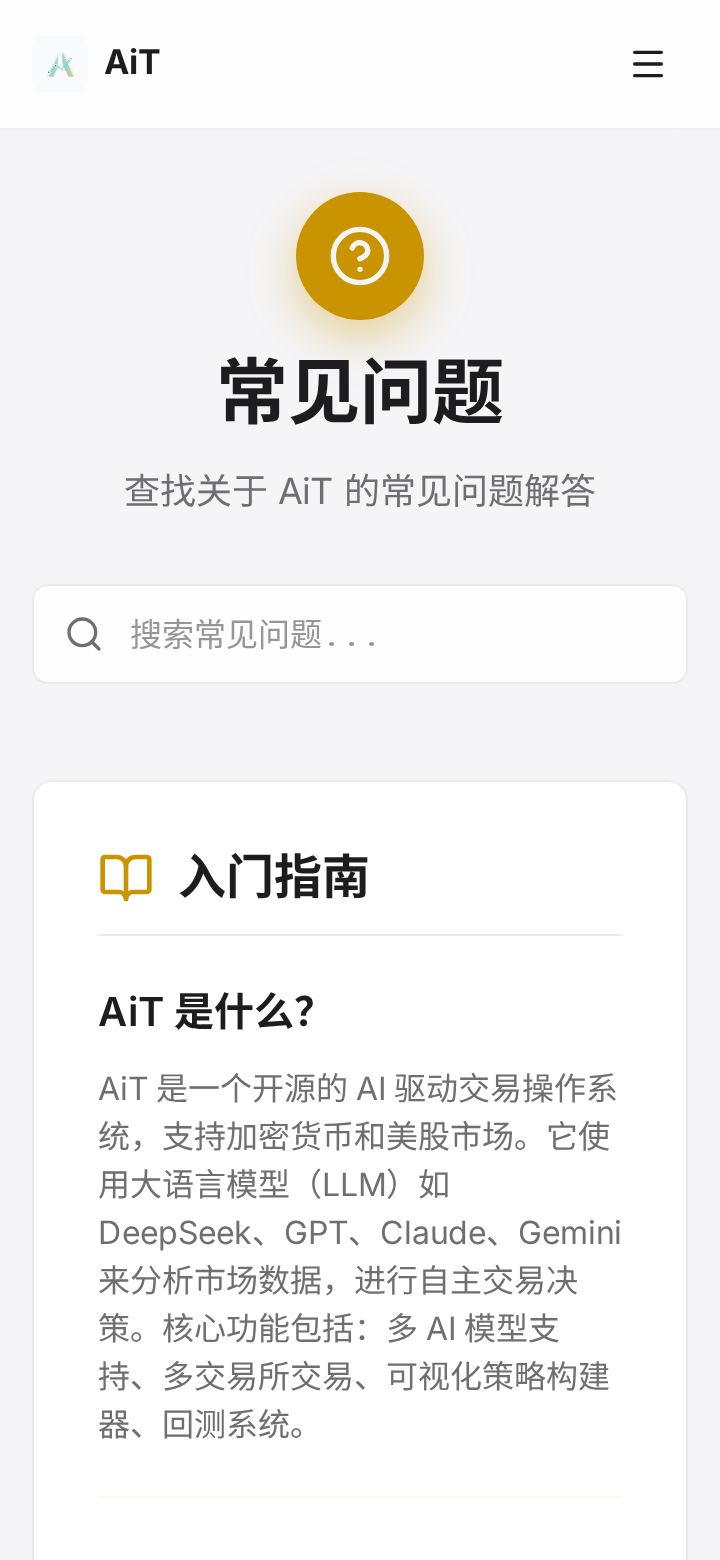 AiT
常见问题
查找关于 AiT 的常见问题解答
搜索常见问题...
入门指南
AiT 是什么？
AiT 是一个开源的 AI 驱动交易操作系
统，支持加密货币和美股市场。它使
用大语言模型（LLM）如
DeepSeek、GPT、Claude、Gemini
来分析市场数据，进行自主交易决
策。核心功能包括：多 AI 模型支
持、多交易所交易、可视化策略构建
器、回测系统。